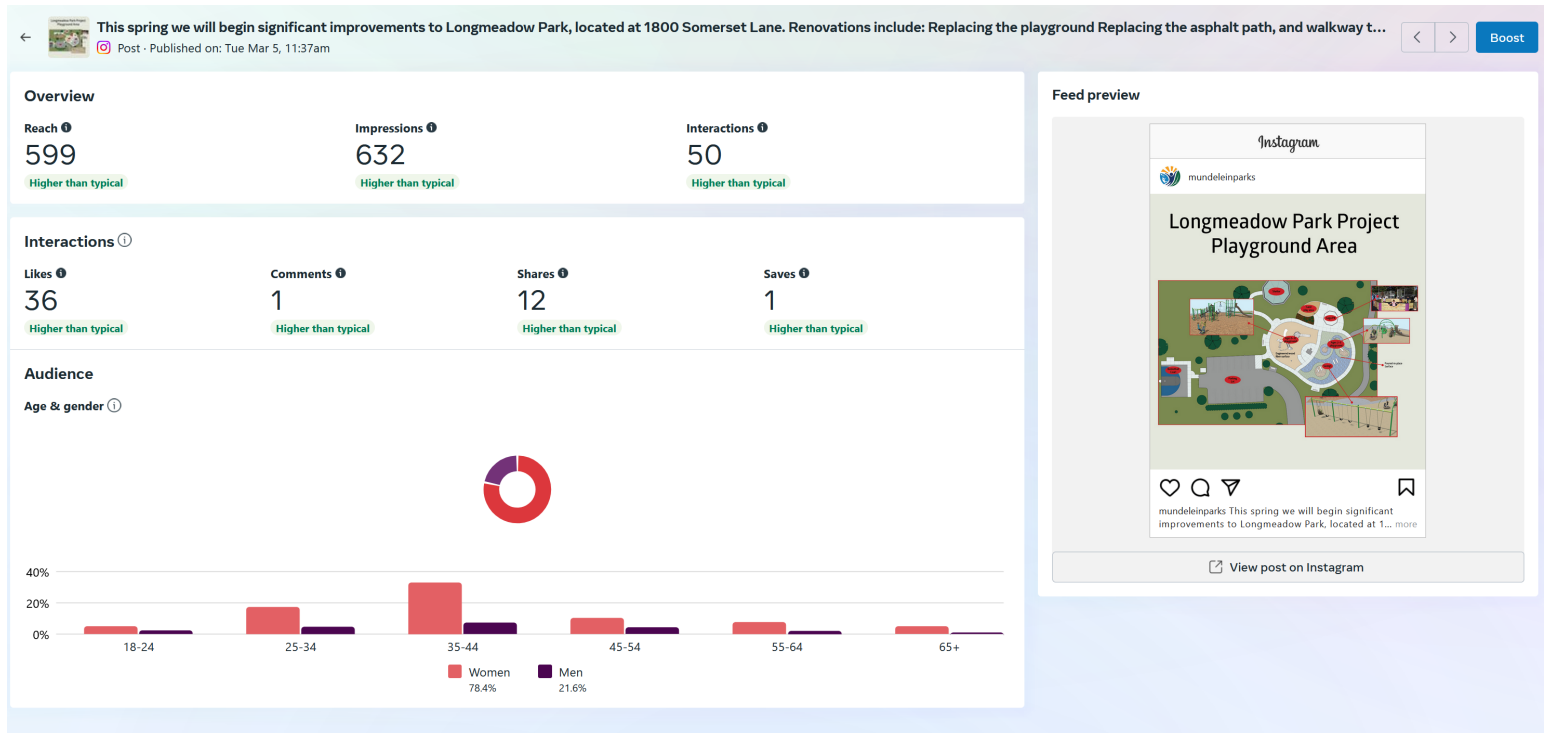 This spring we will begin significant improvements to Longmeadow Park, located at 1800 Somerset Lane. Renovations include: Replacing the playground Replacing the asphalt path, and walkway t...
Post · Published on: Tue Mar 5, 11:37am
Boost
Overview
Reach
Impressions
Interactions
599
632
50
Higher than typical
Higher than typical
Higher than typical
Interactions
Likes
Comments
Shares
Saves
36
1
12
1
Higher than typical
Higher than typical
Higher than typical
Higher than typical
Audience
Age & gender
40%
20%
0%
18-24
25-34
35-44
45-54
55-64
65+
Women
Men
78.4%
21.6%
Feed preview
Instagram
mundeleinparks
Longmeadow Park Project
Playground Area
mundeleinparks This spring we will begin significant
improvements to Longmeadow Park, located at 1... more
View post on Instagram